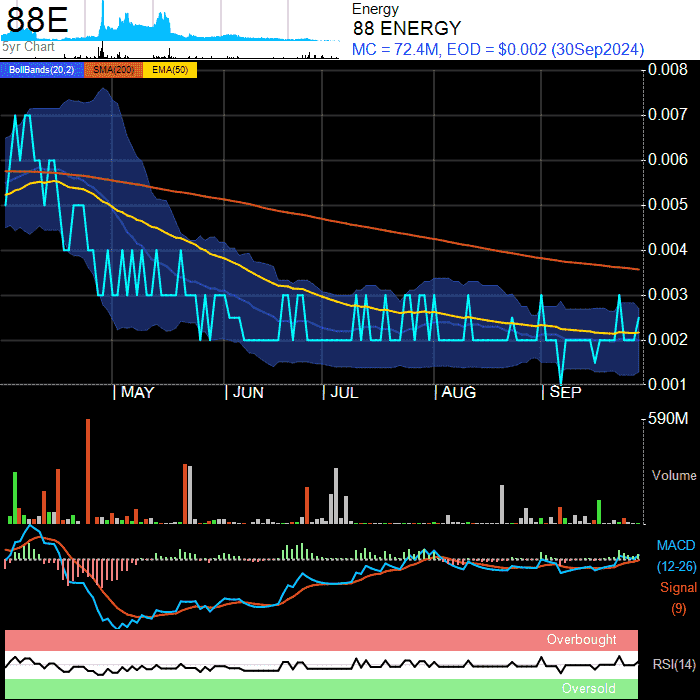 88E
5yr Chart
Energy
88 ENERGY
MC = 72.4M, EOD = $0.002 (30Sep2024)
BollBands(20,2) SMA(200) EMA(50)
0.008
0.007
0.006
0.005
0.004
0.003
0.002
0.001
MAY JUN JUL AUG SEP
590M
Volume
MACD
(12-26)
Signal
(9)
Overbought
RSI(14)
Oversold